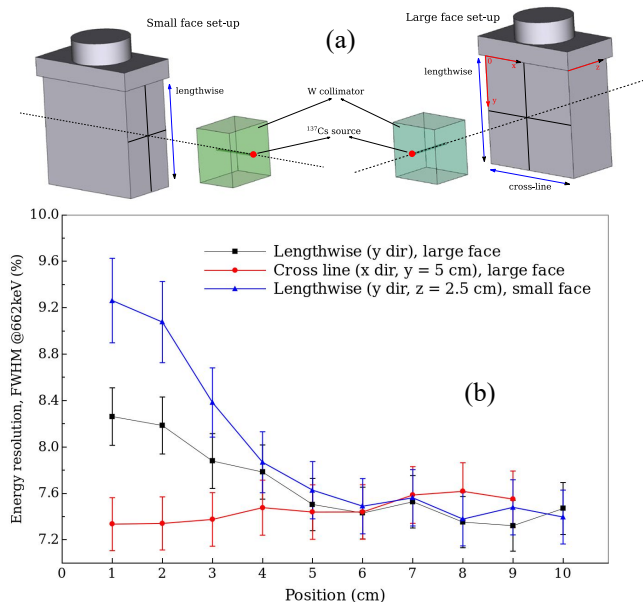 Small face set-up
(a)
Large face set-up
lengthwise
W collimator
¹³⁷Cs source
lengthwise
0
x
z
y
cross-line
Energy resolution, FWHM @662keV (%)
10.0
9.6
9.0
8.4
8.0
7.6
7.2
Lengthwise (y dir), large face
Cross line (x dir, y = 5 cm), large face
Lengthwise (y dir, z = 2.5 cm), small face
(b)
0 1 2 3 4 5 6 7 8 9 10
Position (cm)